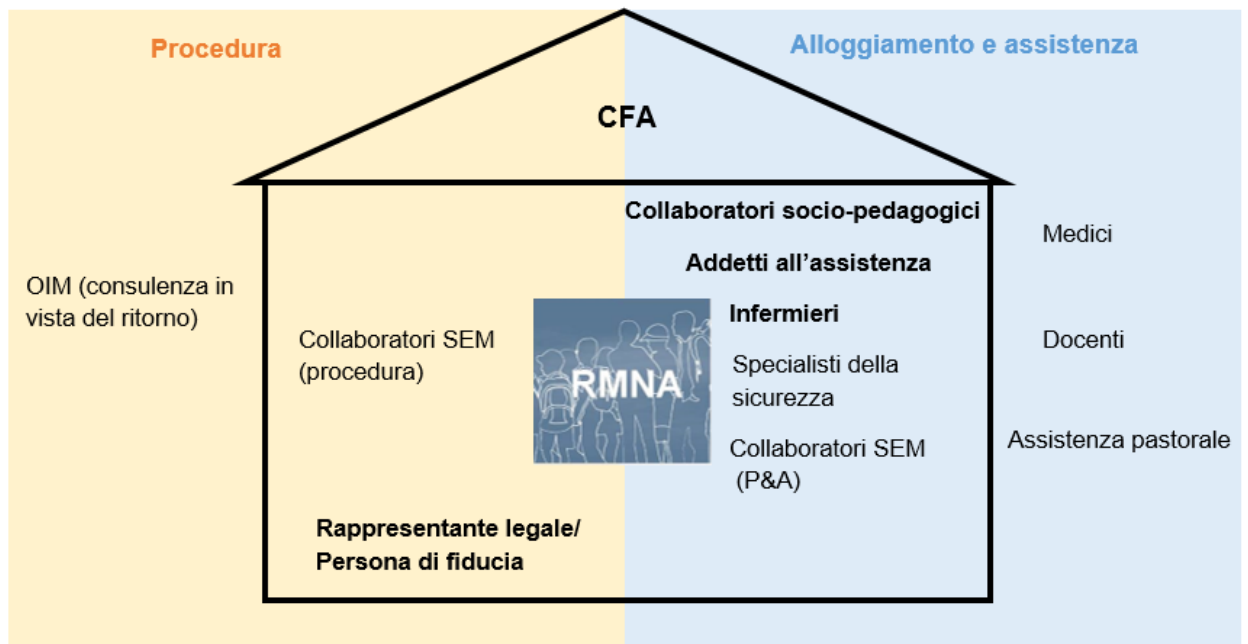 Procedura
Alloggiamento e assistenza
CFA
OIM (consulenza in
vista del ritorno)
Collaboratori SEM
(procedura)
Rappresentante legale/
Persona di fiducia
RMNA
Collaboratori socio-pedagogici
Addetti all'assistenza
Infermieri
Specialisti della
sicurezza
Collaboratori SEM
(P&A)
Medici
Docenti
Assistenza pastorale